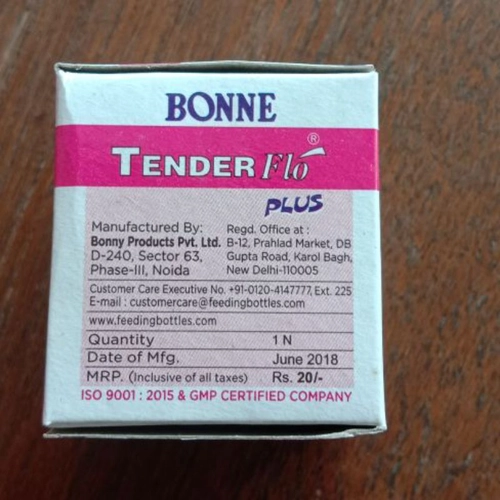 BONNE
TENDER Flo ®
PLUS
Manufactured By:
Bonny Products Pvt. Ltd.
D-240, Sector 63,
Phase-III, Noida
Regd. Office at :
B-12, Prahlad Market, DB
Gupta Road, Karol Bagh,
New Delhi-110005
Customer Care Executive No. +91-0120-4147777, Ext. 225
E-mail : customercare@feedingbottles.com
www.feedingbottles.com
Quantity 1 N
Date of Mfg. June 2018
MRP. (Inclusive of all taxes) Rs. 20/-
ISO 9001 : 2015 & GMP CERTIFIED COMPANY